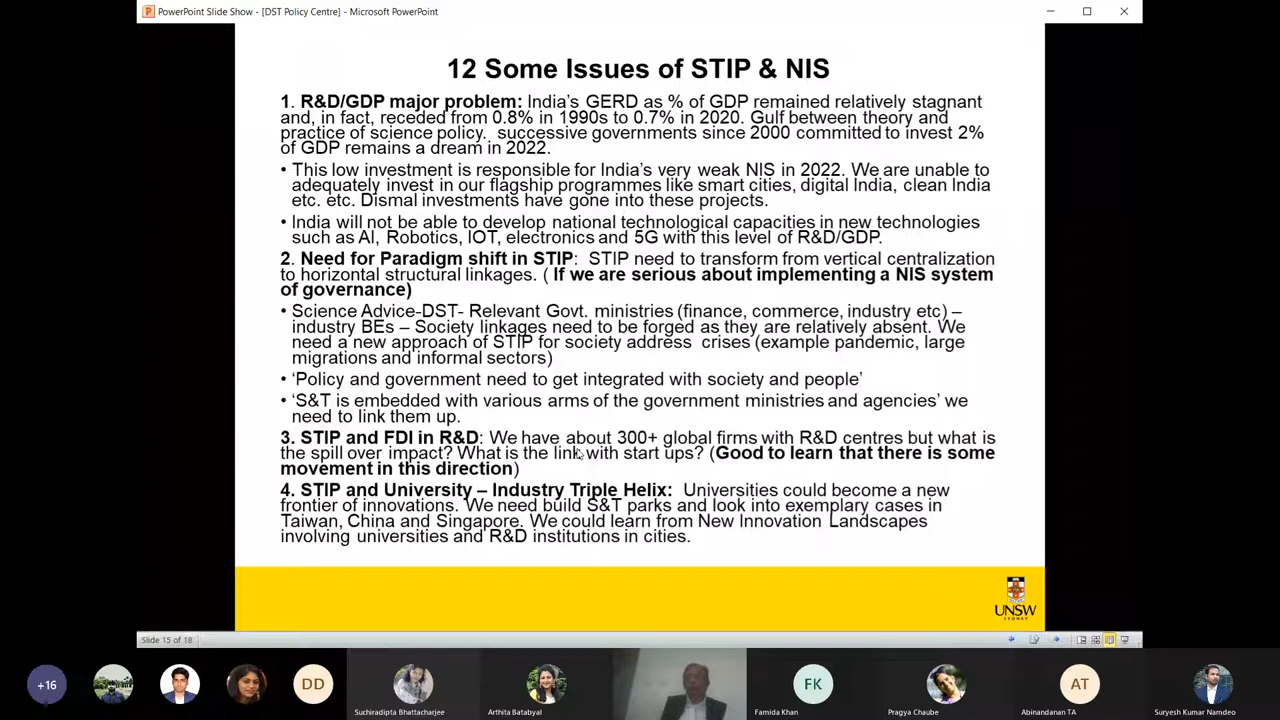 PowerPoint Slide Show - [DST Policy Centre] - Microsoft PowerPoint
12 Some Issues of STIP & NIS
1. R&D/GDP major problem: India's GERD as % of GDP remained relatively stagnant
and, in fact, receded from 0.8% in 1990s to 0.7% in 2020. Gulf between theory and
practice of science policy. successive governments since 2000 committed to invest 2%
of GDP remains a dream in 2022.
• This low investment is responsible for India's very weak NIS in 2022. We are unable to
adequately invest in our flagship programmes like smart cities, digital India, clean India
etc. etc. Dismal investments have gone into these projects.
• India will not be able to develop national technological capacities in new technologies
such as AI, Robotics, IOT, electronics and 5G with this level of R&D/GDP.
2. Need for Paradigm shift in STIP: STIP need to transform from vertical centralization
to horizontal structural linkages. ( If we are serious about implementing a NIS system
of governance)
• Science Advice-DST- Relevant Govt. ministries (finance, commerce, industry etc) –
industry BEs – Society linkages need to be forged as they are relatively absent. We
need a new approach of STIP for society address crises (example pandemic, large
migrations and informal sectors)
• 'Policy and government need to get integrated with society and people'
• 'S&T is embedded with various arms of the government ministries and agencies' we
need to link them up.
3. STIP and FDI in R&D: We have about 300+ global firms with R&D centres but what is
the spill over impact? What is the link with start ups? (Good to learn that there is some
movement in this direction)
4. STIP and University – Industry Triple Helix: Universities could become a new
frontier of innovations. We need build S&T parks and look into exemplary cases in
Taiwan, China and Singapore. We could learn from New Innovation Landscapes
involving universities and R&D institutions in cities.
UNSW
SYDNEY
Slide 15 of 18
+16
DD
FK
AT
Suchiradipta Bhattacharjee
Arthita Batabyal
Famida Khan
Pragya Chaube
Abinandanan TA
Suryesh Kumar Namdeo